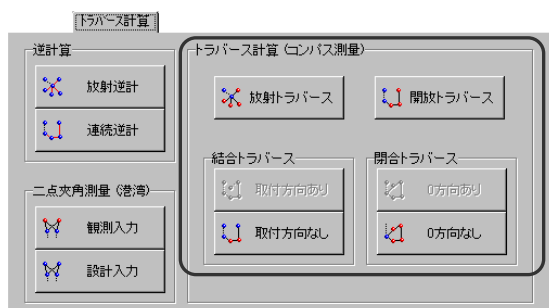 トラバース計算
逆計算
放射逆計
連続逆計
二点夾角測量（港湾）
観測入力
設計入力
トラバース計算（コンパス測量）
放射トラバース
開放トラバース
結合トラバース
取付方向あり
取付方向なし
閉合トラバース
0方向あり
0方向なし